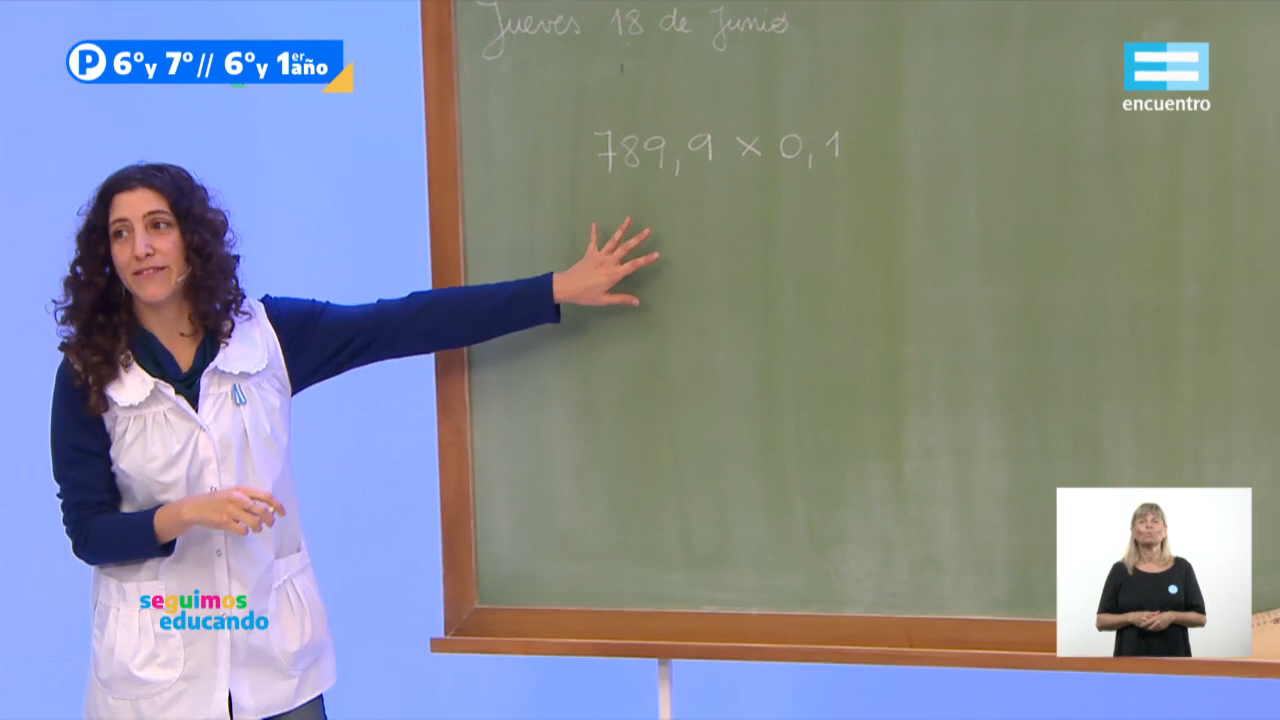 P 6º y 7º // 6º y 1er año
encuentro
Jueves 18 de Junio
789,9 x 0,1
seguimos
educando